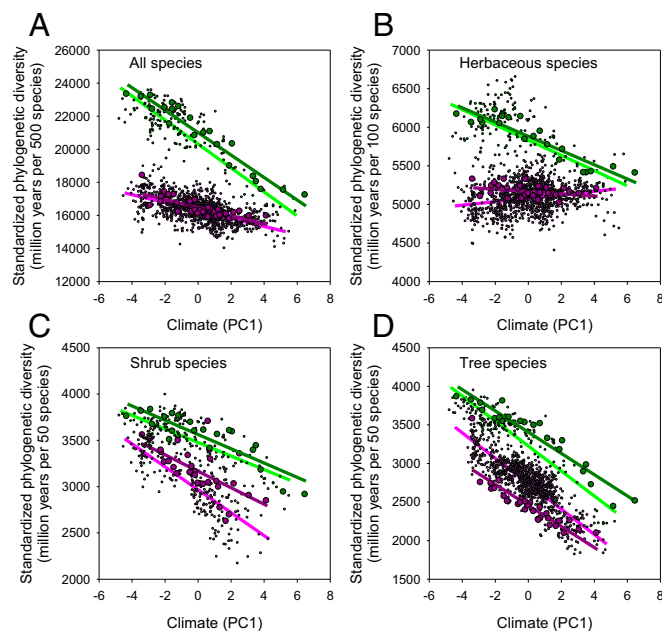 A
All species
Standardized phylogenetic diversity
(million years per 500 species)
26000
24000
22000
20000
18000
16000
14000
12000
-6 -4 -2 0 2 4 6 8
Climate (PC1)
B
Herbaceous species
Standardized phylogenetic diversity
(million years per 100 species)
7000
6000
5000
4000
-6 -4 -2 0 2 4 6 8
Climate (PC1)
C
Shrub species
Standardized phylogenetic diversity
(million years per 50 species)
4500
4000
3500
3000
2500
2000
-6 -4 -2 0 2 4 6 8
Climate (PC1)
D
Tree species
Standardized phylogenetic diversity
(million years per 50 species)
4500
4000
3500
3000
2500
2000
1500
-6 -4 -2 0 2 4 6 8
Climate (PC1)